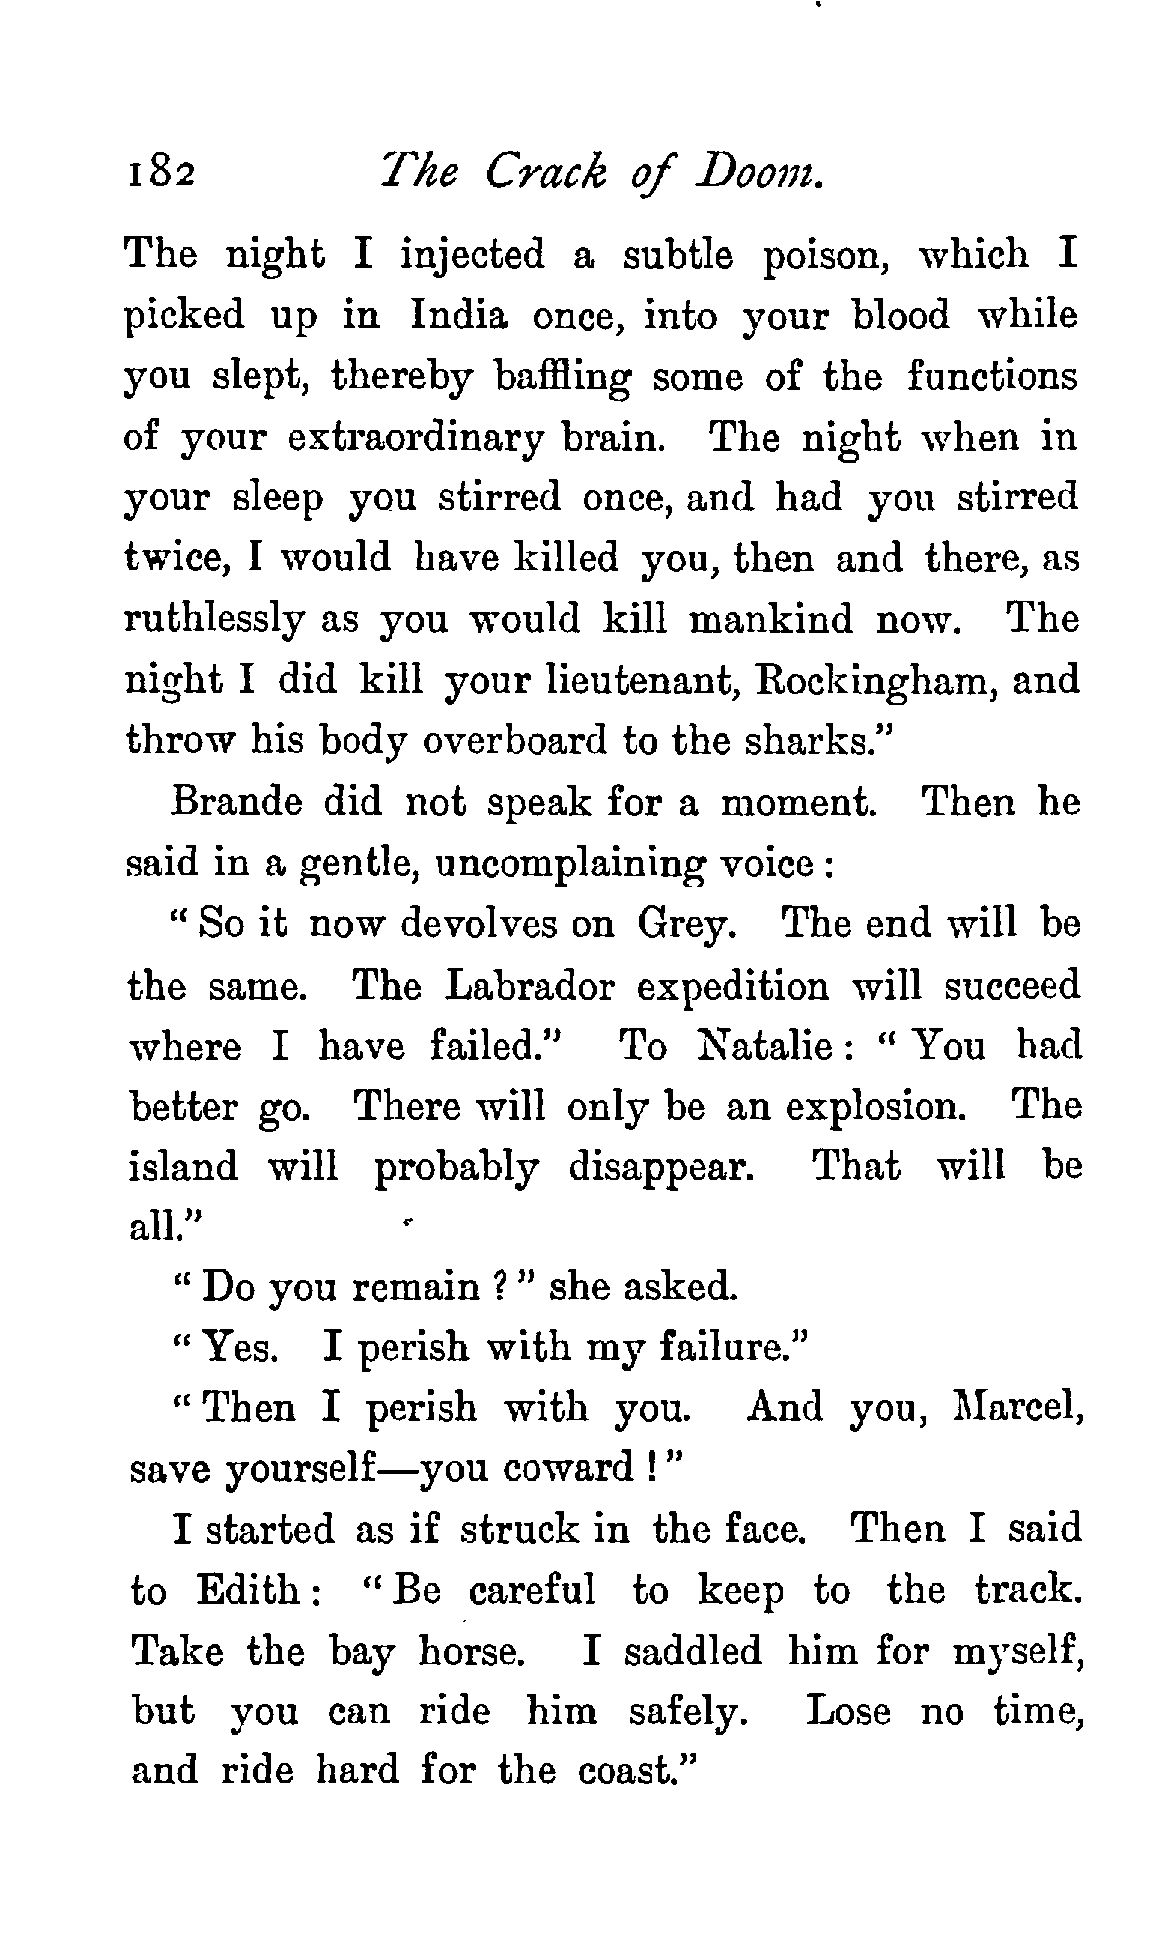 182 The Crack of Doom.
The night I injected a subtle poison, which I
picked up in India once, into your blood while
you slept, thereby baffling some of the functions
of your extraordinary brain. The night when in
your sleep you stirred once, and had you stirred
twice, I would have killed you, then and there, as
ruthlessly as you would kill mankind now. The
night I did kill your lieutenant, Rockingham, and
throw his body overboard to the sharks."
Brande did not speak for a moment. Then he
said in a gentle, uncomplaining voice :
" So it now devolves on Grey. The end will be
the same. The Labrador expedition will succeed
where I have failed." To Natalie : " You had
better go. There will only be an explosion. The
island will probably disappear. That will be
all."
" Do you remain ? " she asked.
" Yes. I perish with my failure."
" Then I perish with you. And you, Marcel,
save yourself—you coward ! "
I started as if struck in the face. Then I said
to Edith : " Be careful to keep to the track.
Take the bay horse. I saddled him for myself,
but you can ride him safely. Lose no time,
and ride hard for the coast."